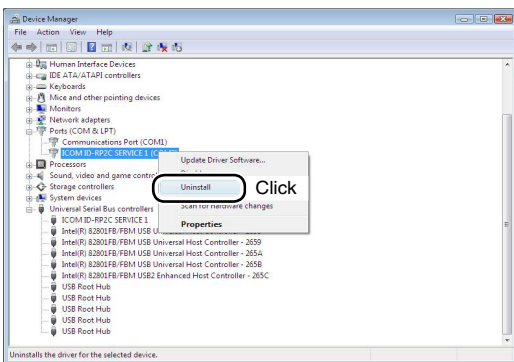 Device Manager
File Action View Help
Human Interface Devices
IDE ATA/ATAPI controllers
Keyboards
Mice and other pointing devices
Monitors
Network adapters
Ports (COM & LPT)
Communications Port (COM1)
ICOM ID-RP2C SERVICE 1
Update Driver Software...
Processors
Sound, video and game contro
Uninstall
Click
Storage controllers
System devices
Scan for hardware changes
Universal Serial Bus controllers
Properties
ICOM ID-RP2C SERVICE 1
Intel(R) 82801FB/FBM USB
Intel(R) 82801FB/FBM USB Universal Host Controller - 2659
Intel(R) 82801FB/FBM USB Universal Host Controller - 265A
Intel(R) 82801FB/FBM USB Universal Host Controller - 265B
Intel(R) 82801FB/FBM USB2 Enhanced Host Controller - 265C
USB Root Hub
USB Root Hub
USB Root Hub
USB Root Hub
USB Root Hub
Uninstalls the driver for the selected device.